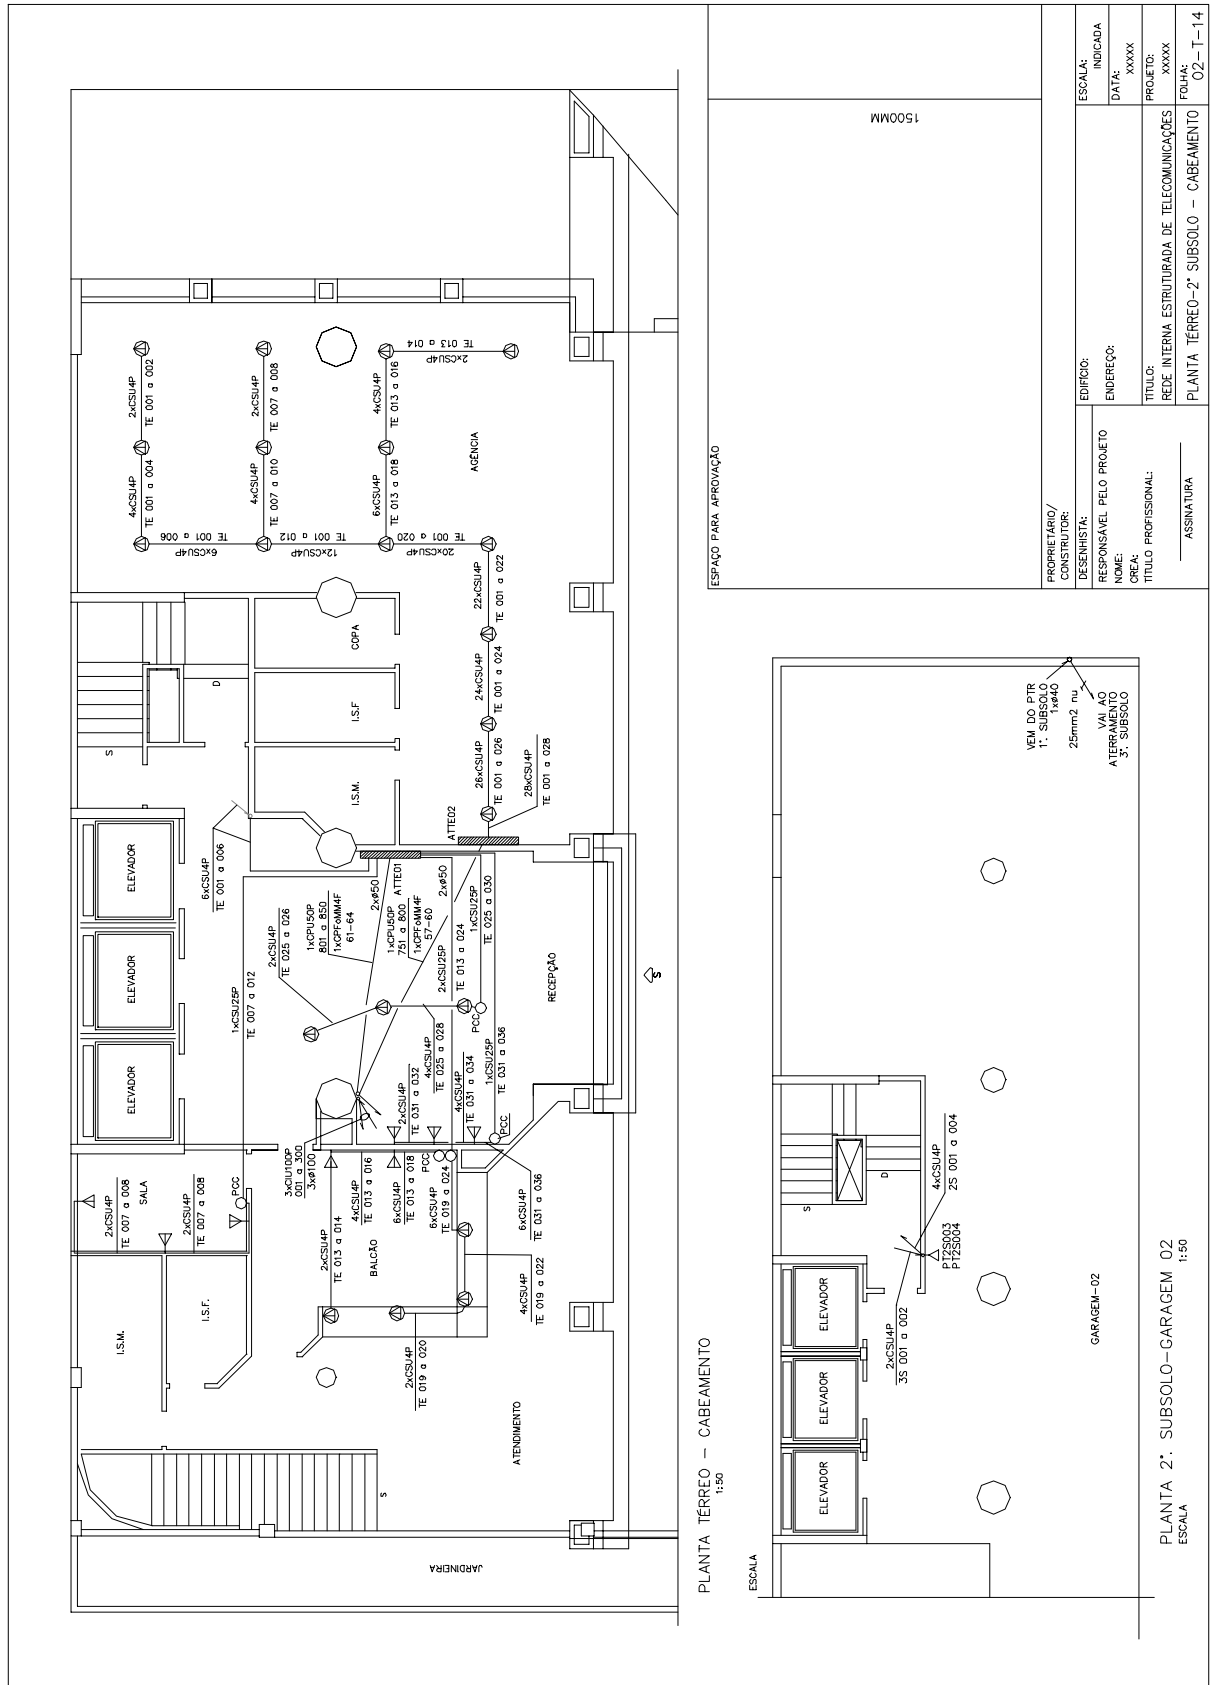 JARDINEIRA
S
ATENDIMENTO
I.S.M.
I.S.F.
2xCSU4P
TE 007 a 008
SALA
2xCSU4P
TE 007 a 008
PCC
2xCSU4P
TE 013 a 014
BALCÃO
4xCSU4P
TE 013 a 016
6xCSU4P
TE 013 a 018
PCC
6xCSU4P
TE 019 a 024
2xCSU4P
TE 019 a 020
4xCSU4P
TE 019 a 022
6xCSU4P
TE 031 a 036
3xCIU100P
001 a 300
3xø100
ELEVADOR
ELEVADOR
ELEVADOR
1xCSU25P
TE 007 a 012
6xCSU4P
TE 001 a 006
2xCSU4P
TE 025 a 026
1xCPU50P
801 a 850
1xCPFoMM4F
61-64
2xø50
ATTE01
1xCPU50P
751 a 800
1xCPFoMM4F
57-60
2xø50
2xCSU25P
TE 013 a 024
1xCSU25P
TE 025 a 030
2xCSU4P
TE 031 a 032
4xCSU4P
TE 025 a 028
4xCSU4P
TE 031 a 034
PCC
1xCSU25P
TE 031 a 036
PCC
RECEPÇÃO
S
S
D
I.S.M.
I.S.F
COPA
ATTE02
28xCSU4P
TE 001 a 028
26xCSU4P
TE 001 a 026
24xCSU4P
TE 001 a 024
22xCSU4P
TE 001 a 022
20xCSU4P
TE 001 a 020
12xCSU4P
TE 001 a 012
6xCSU4P
TE 001 a 006
4xCSU4P
TE 001 a 004
2xCSU4P
TE 001 a 002
4xCSU4P
TE 007 a 010
2xCSU4P
TE 007 a 008
6xCSU4P
TE 013 a 018
4xCSU4P
TE 013 a 016
2xCSU4P
TE 013 a 014
AGÊNCIA
PLANTA TÉRREO - CABEAMENTO
ESCALA 1:50
ELEVADOR
ELEVADOR
ELEVADOR
S
D
2xCSU4P
3S 001 a 002
4xCSU4P
2S 001 a 004
PT2S003
PT2S004
GARAGEM-02
VEM DO PTR
1°. SUBSOLO
1xø40
25mm2 nu
VAI AO
ATERRAMENTO
3°. SUBSOLO
PLANTA 2°. SUBSOLO-GARAGEM 02
ESCALA 1:50
ESPAÇO PARA APROVAÇÃO
1500MM
PROPRIETÁRIO/
CONSTRUTOR:
DESENHISTA:
RESPONSÁVEL PELO PROJETO
NOME:
CREA:
TÍTULO PROFISSIONAL:
ASSINATURA
EDIFÍCIO:
ENDEREÇO:
TÍTULO:
REDE INTERNA ESTRUTURADA DE TELECOMUNICAÇÕES
PLANTA TÉRREO-2° SUBSOLO - CABEAMENTO
ESCALA:
INDICADA
DATA:
XXXXX
PROJETO:
XXXXX
FOLHA:
02-T-14